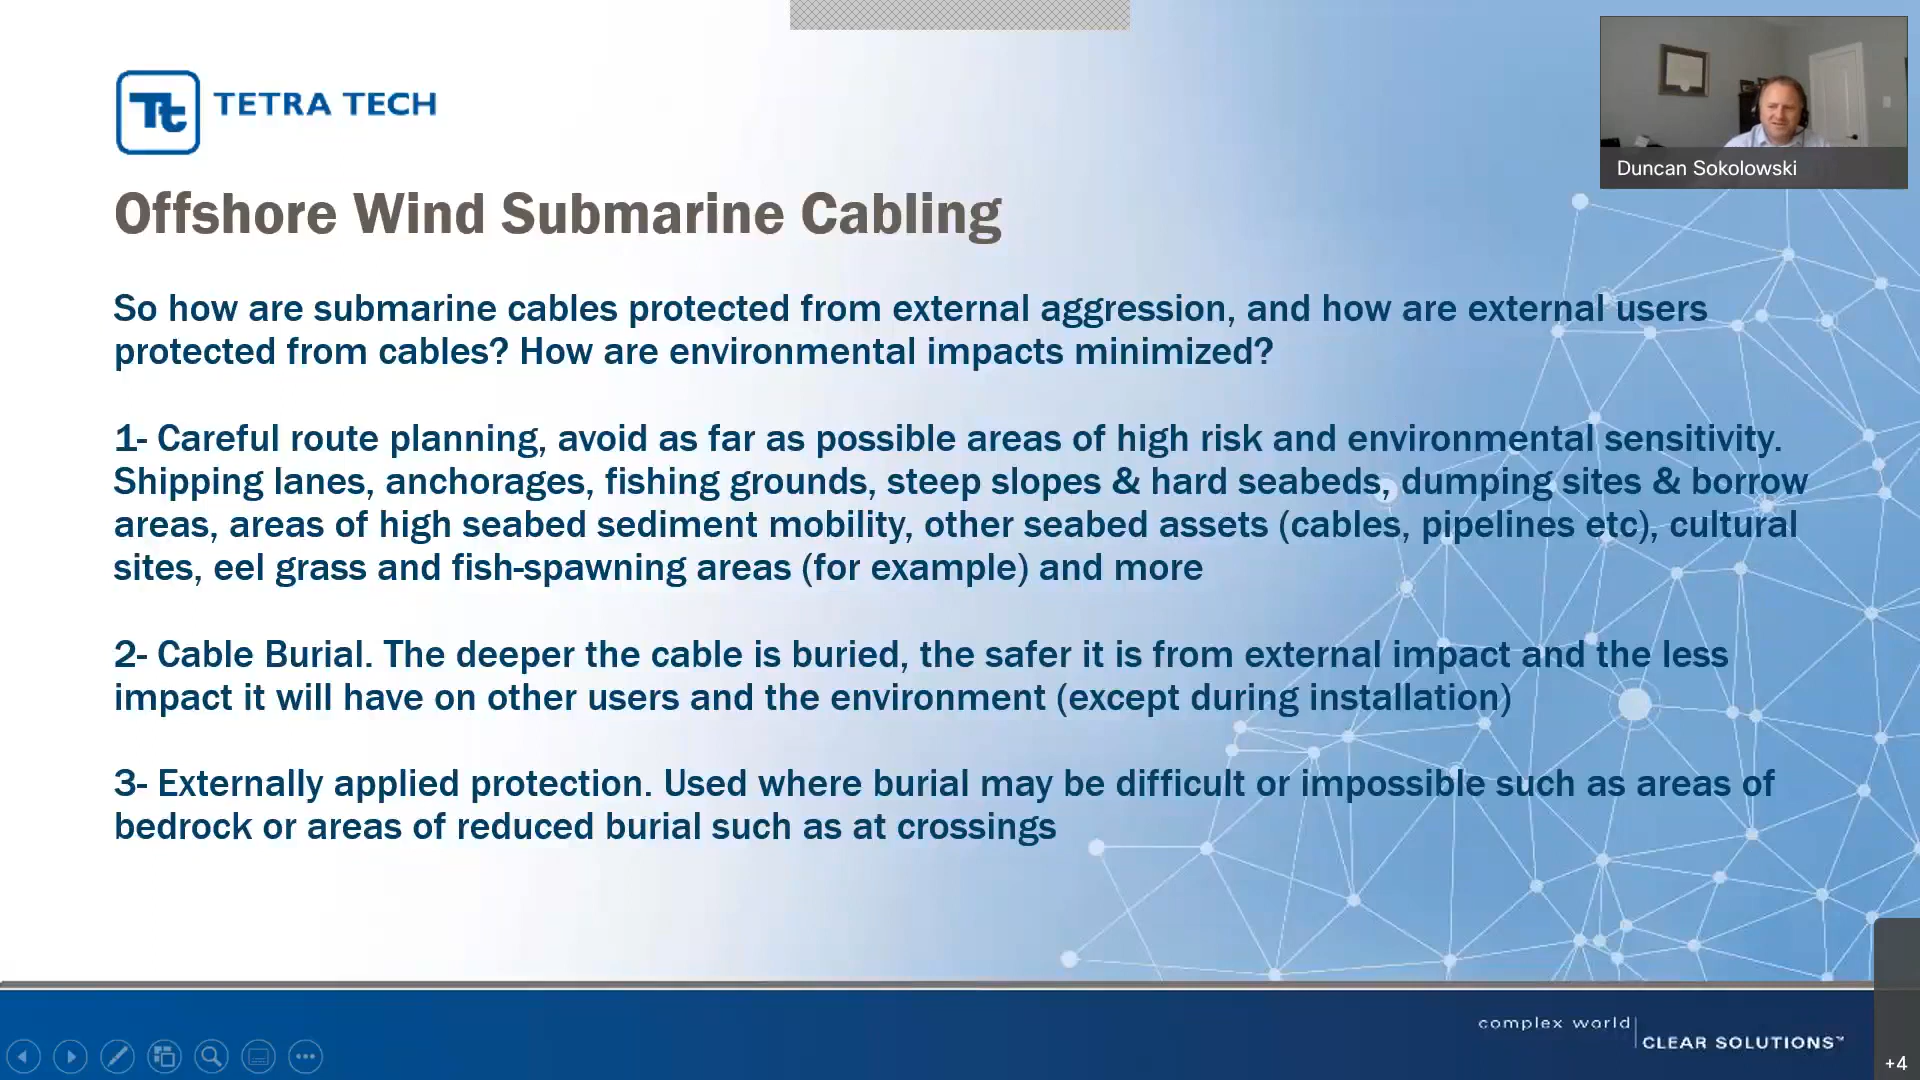 Tt TETRA TECH
Duncan Sokolowski
Offshore Wind Submarine Cabling
So how are submarine cables protected from external aggression, and how are external users
protected from cables? How are environmental impacts minimized?
1- Careful route planning, avoid as far as possible areas of high risk and environmental sensitivity.
Shipping lanes, anchorages, fishing grounds, steep slopes & hard seabeds, dumping sites & borrow
areas, areas of high seabed sediment mobility, other seabed assets (cables, pipelines etc), cultural
sites, eel grass and fish-spawning areas (for example) and more
2- Cable Burial. The deeper the cable is buried, the safer it is from external impact and the less
impact it will have on other users and the environment (except during installation)
3- Externally applied protection. Used where burial may be difficult or impossible such as areas of
bedrock or areas of reduced burial such as at crossings
complex world
CLEAR SOLUTIONS™
+4